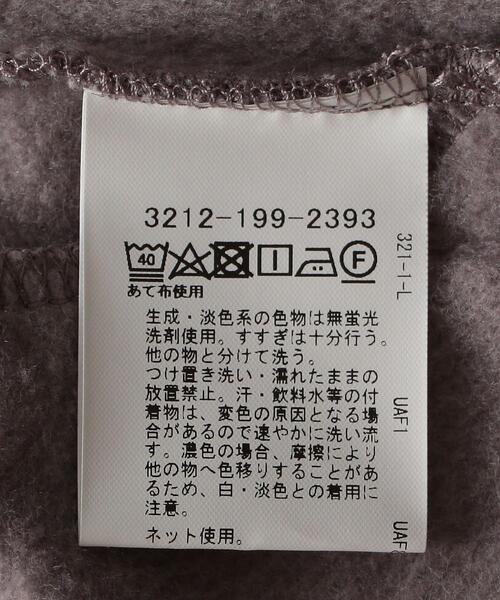 3212-199-2393
40
F
あて布使用
生成・淡色系の色物は無蛍光
洗剤使用。すすぎは十分行う。
他の物と分けて洗う。
つけ置き洗い・濡れたままの
放置禁止。汗・飲料水等の付
着物は、変色の原因となる場
合があるので速やかに洗い流
す。濃色の場合、摩擦により
他の物へ色移りすることがあ
るため、白・淡色との着用に
注意。
ネット使用。
321-1-L
UAF1
UAF